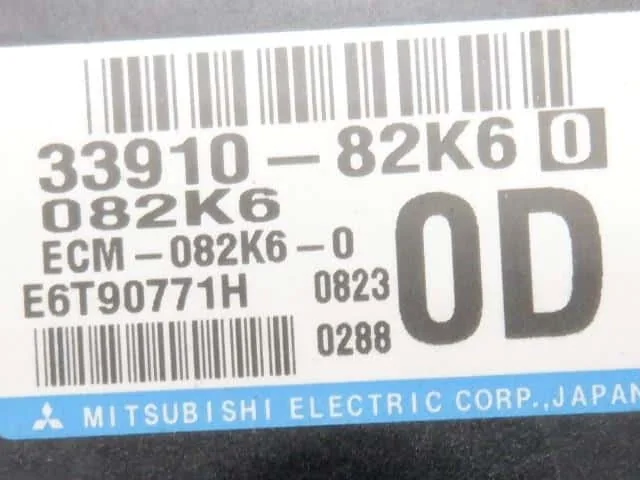 33910-82K6 0
082K6
ECM-082K6-0
E6T90771H 0823
0288
0D
MITSUBISHI ELECTRIC CORP.,JAPAN